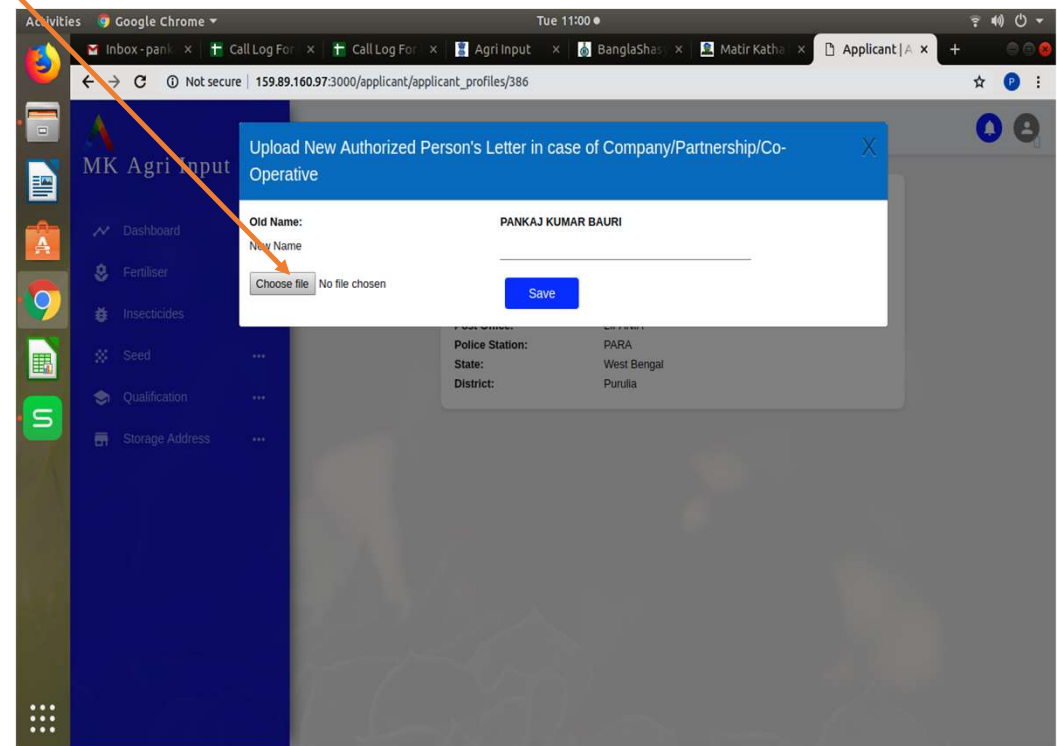 Activities Google Chrome Tue 11:00
Inbox - pank Call Log For Call Log For Agri Input BanglaShas Matir Katha Applicant | A
Not secure 159.89.160.97:3000/applicant/applicant_profiles/386 P
MK Agri Input
Upload New Authorized Person's Letter in case of Company/Partnership/Co-
Operative
X
Old Name: PANKAJ KUMAR BAURI
New Name
Choose file No file chosen
Save
Dashboard
Fertiliser
Insecticides
Seed
Qualification
Storage Address
Police Station: PARA
State: West Bengal
District: Purulia